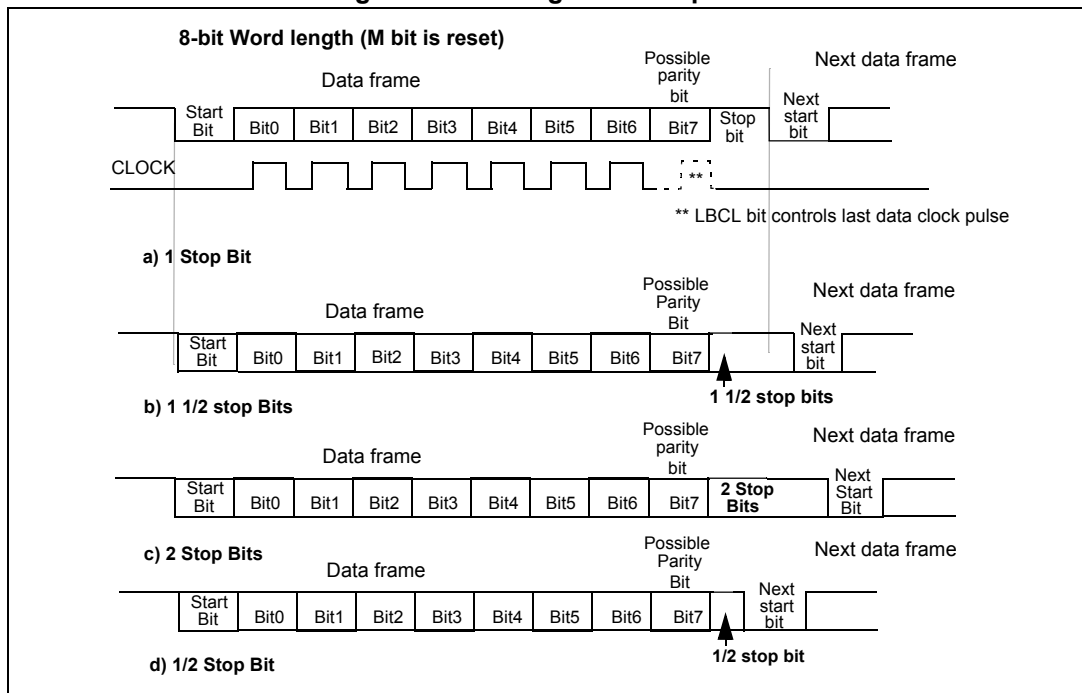 8-bit Word length (M bit is reset)
Data frame
Possible
parity
bit
Next data frame
Start
Bit
Bit0
Bit1
Bit2
Bit3
Bit4
Bit5
Bit6
Bit7
Stop
bit
Next
start
bit
CLOCK
**
** LBCL bit controls last data clock pulse
a) 1 Stop Bit
Data frame
Possible
Parity
Bit
Next data frame
Start
Bit
Bit0
Bit1
Bit2
Bit3
Bit4
Bit5
Bit6
Bit7
Next
start
bit
1 1/2 stop bits
b) 1 1/2 stop Bits
Data frame
Possible
parity
bit
Next data frame
Start
Bit
Bit0
Bit1
Bit2
Bit3
Bit4
Bit5
Bit6
Bit7
2 Stop
Bits
Next
Start
Bit
c) 2 Stop Bits
Data frame
Possible
Parity
Bit
Next data frame
Start
Bit
Bit0
Bit1
Bit2
Bit3
Bit4
Bit5
Bit6
Bit7
Next
start
bit
1/2 stop bit
d) 1/2 Stop Bit